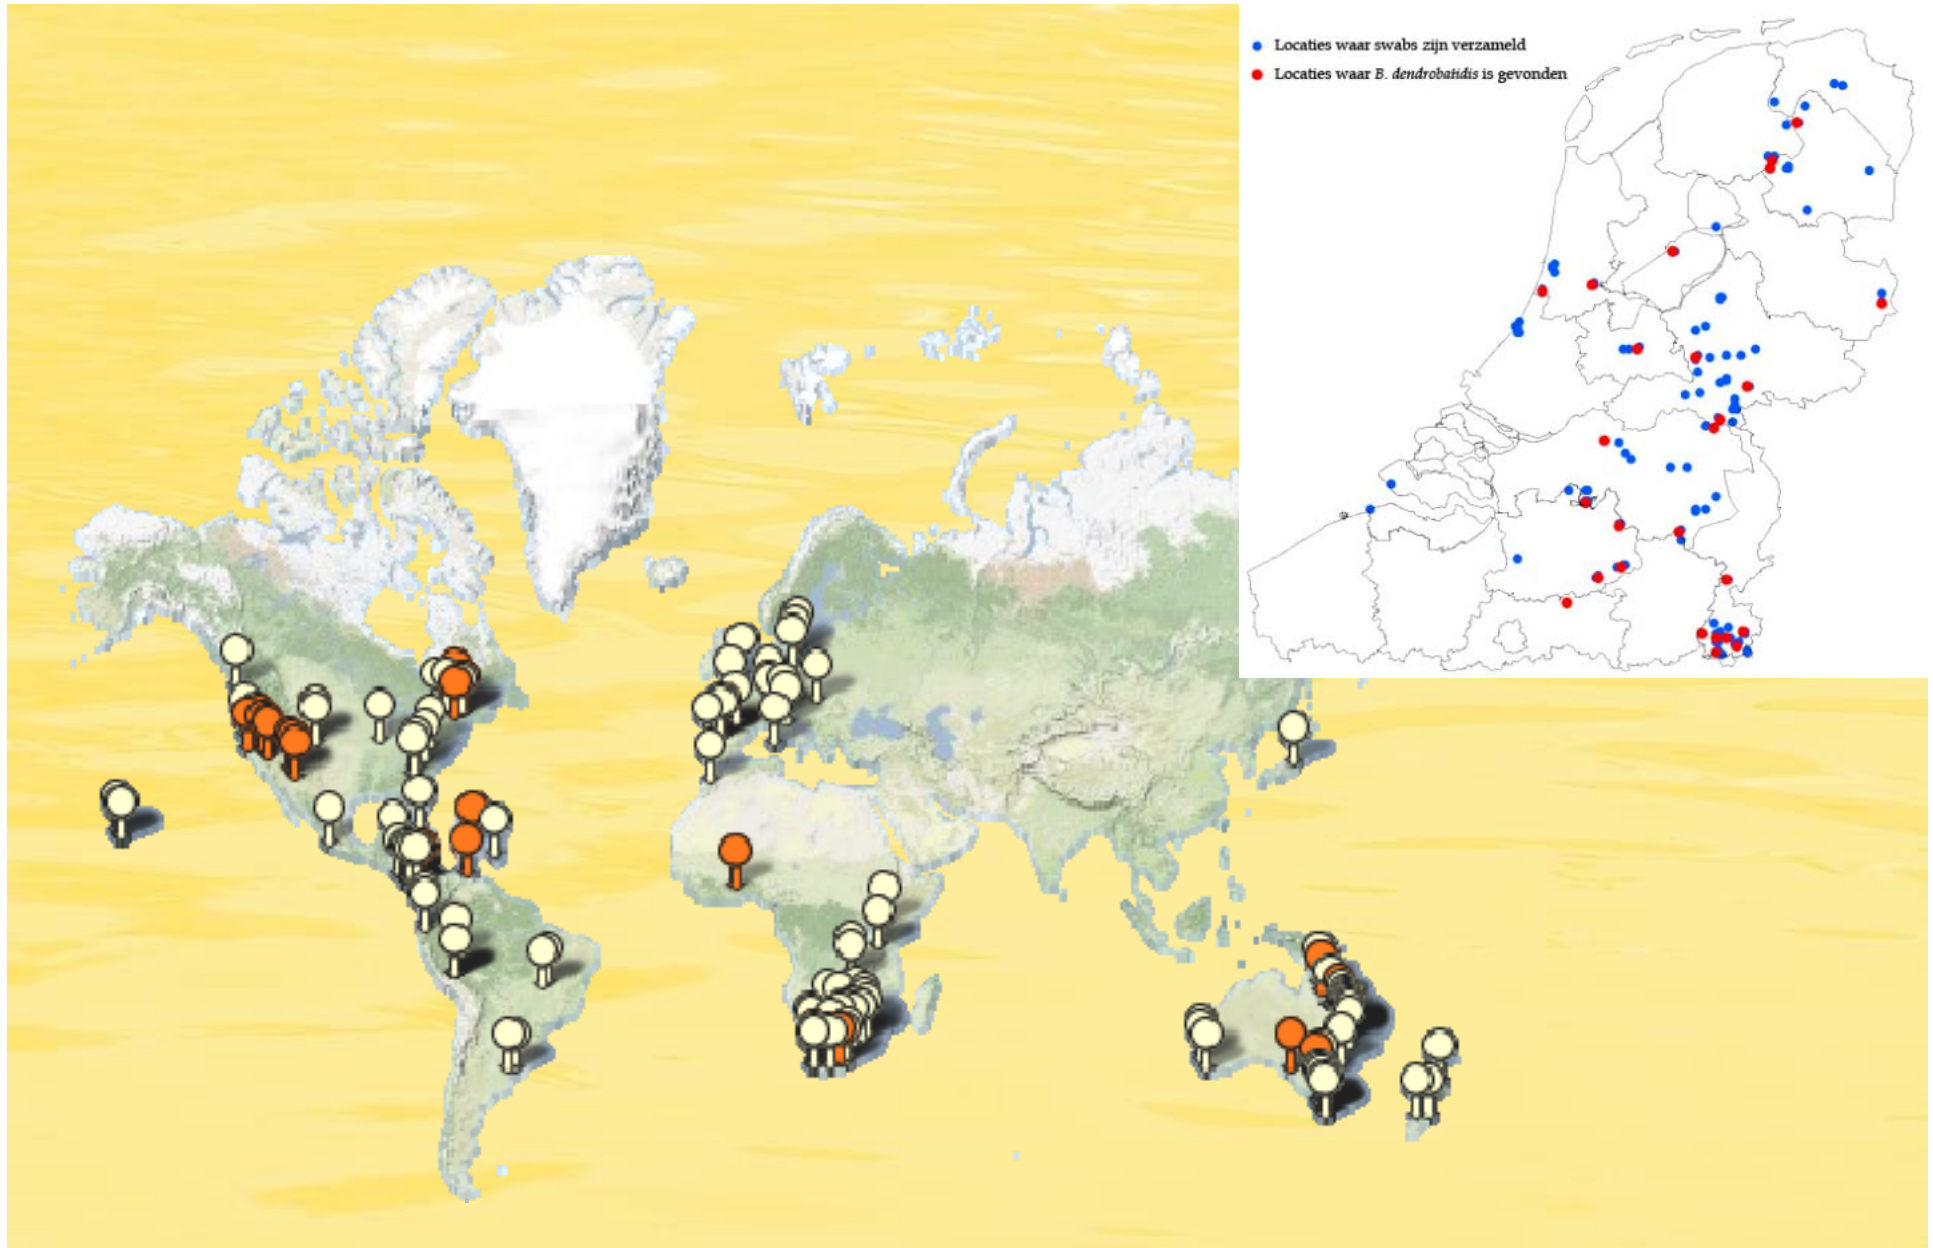 Locaties waar swabs zijn verzameld
Locaties waar B. dendrobatidis is gevonden